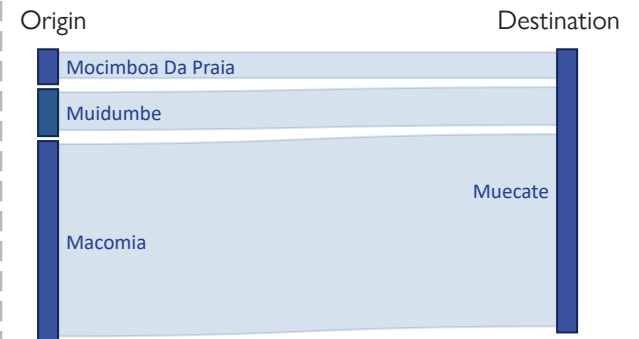 Origin
Destination
Mocimboa Da Praia
Muidumbe
Muecate
Macomia